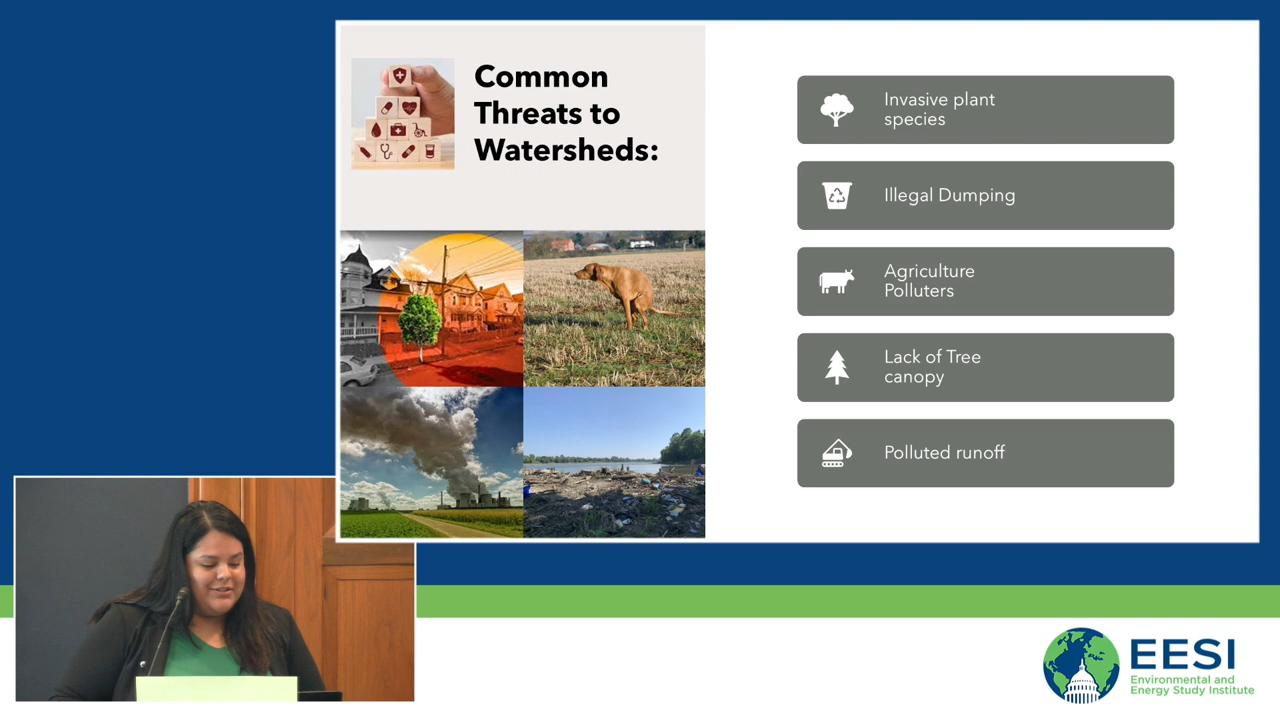 Common
Threats to
Watersheds:
Invasive plant
species
Illegal Dumping
Agriculture
Polluters
Lack of Tree
canopy
Polluted runoff
EESI
Environmental and
Energy Study Institute